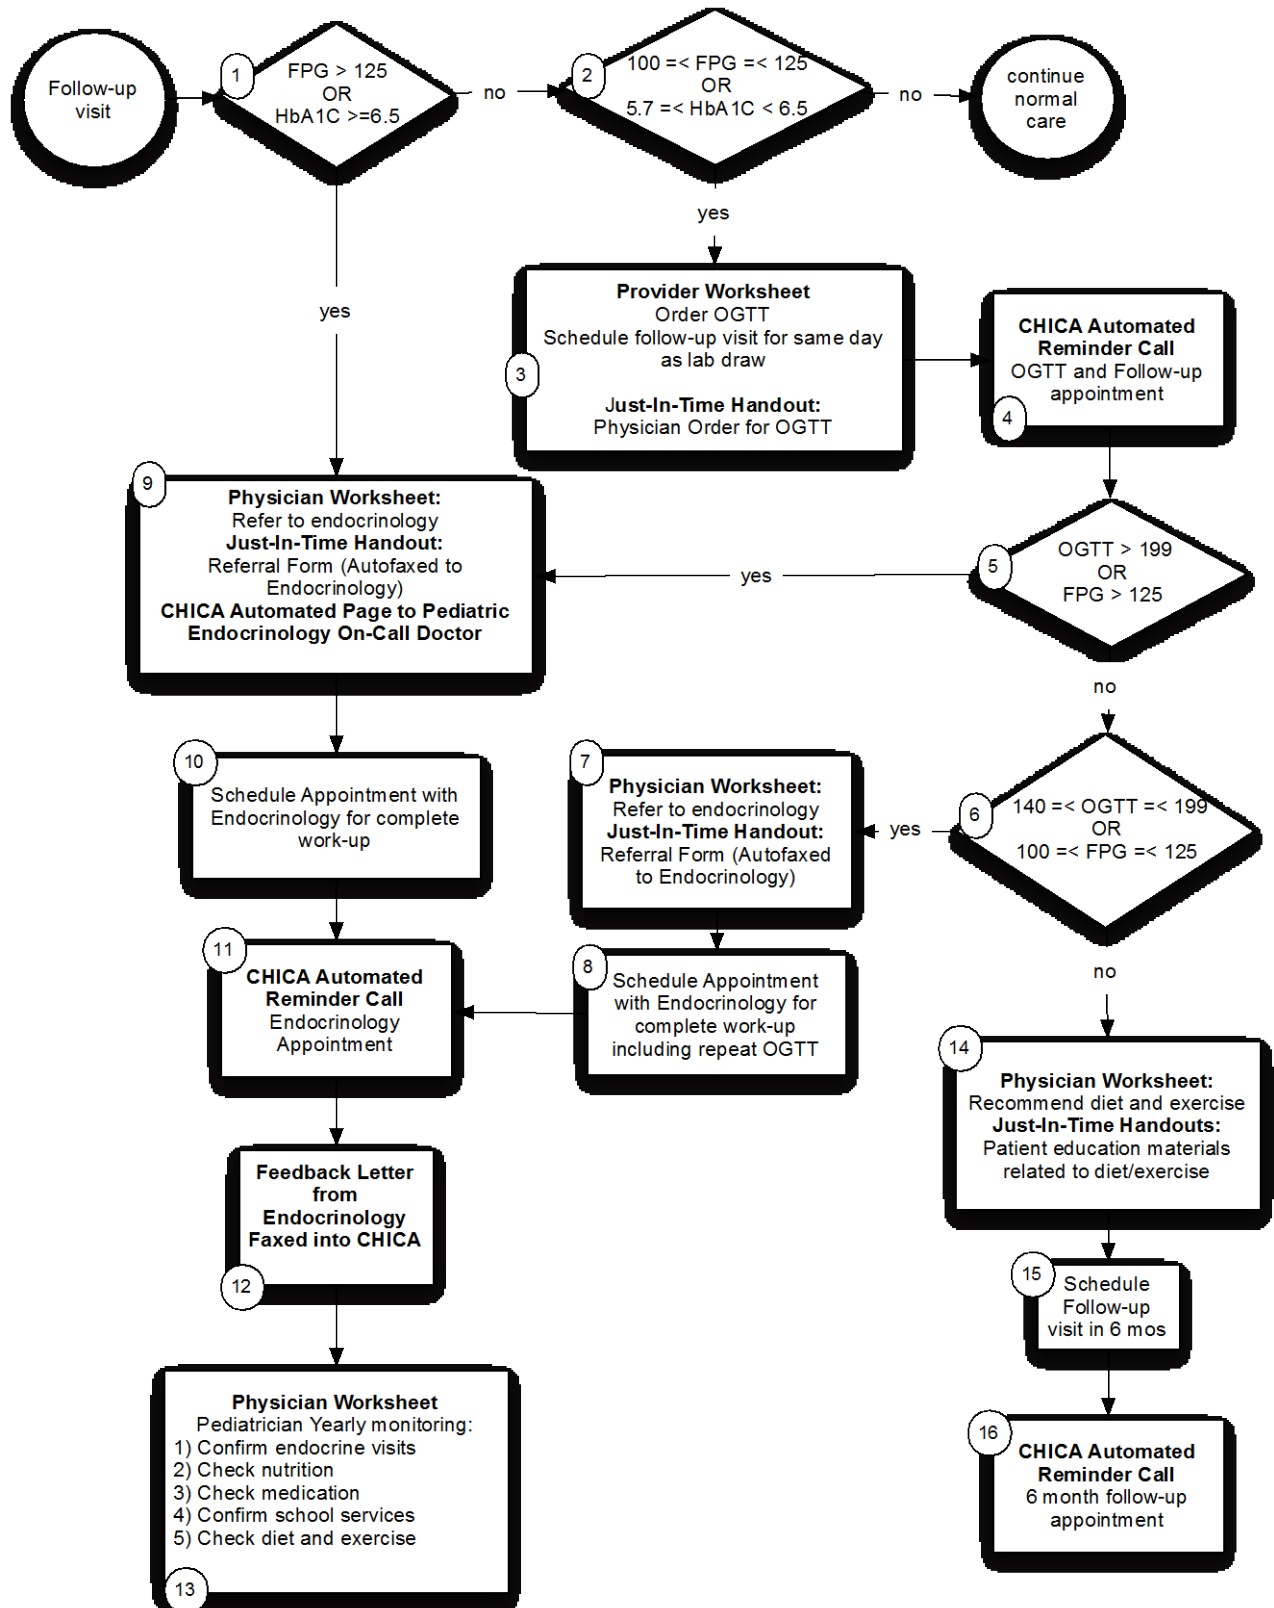 Follow-up
visit
1
FPG > 125
OR
HbA1C >=6.5
no
2
100 =< FPG =< 125
OR
5.7 =< HbA1C < 6.5
no
continue
normal
care
yes
yes
3
Provider Worksheet
Order OGTT
Schedule follow-up visit for same day
as lab draw
Just-In-Time Handout:
Physician Order for OGTT
CHICA Automated
Reminder Call
OGTT and Follow-up
appointment
4
9
Physician Worksheet:
Refer to endocrinology
Just-In-Time Handout:
Referral Form (Autofaxed to
Endocrinology)
CHICA Automated Page to Pediatric
Endocrinology On-Call Doctor
yes
5
OGTT > 199
OR
FPG > 125
no
10
Schedule Appointment with
Endocrinology for complete
work-up
7
Physician Worksheet:
Refer to endocrinology
Just-In-Time Handout:
Referral Form (Autofaxed
to Endocrinology)
yes
6
140 =< OGTT =< 199
OR
100 =< FPG =< 125
no
11
CHICA Automated
Reminder Call
Endocrinology
Appointment
8
Schedule Appointment
with Endocrinology for
complete work-up
including repeat OGTT
14
Physician Worksheet:
Recommend diet and exercise
Just-In-Time Handouts:
Patient education materials
related to diet/exercise
Feedback Letter
from
Endocrinology
Faxed into CHICA
12
15
Schedule
Follow-up
visit in 6 mos
Physician Worksheet
Pediatrician Yearly monitoring:
1) Confirm endocrine visits
2) Check nutrition
3) Check medication
4) Confirm school services
5) Check diet and exercise
13
16
CHICA Automated
Reminder Call
6 month follow-up
appointment